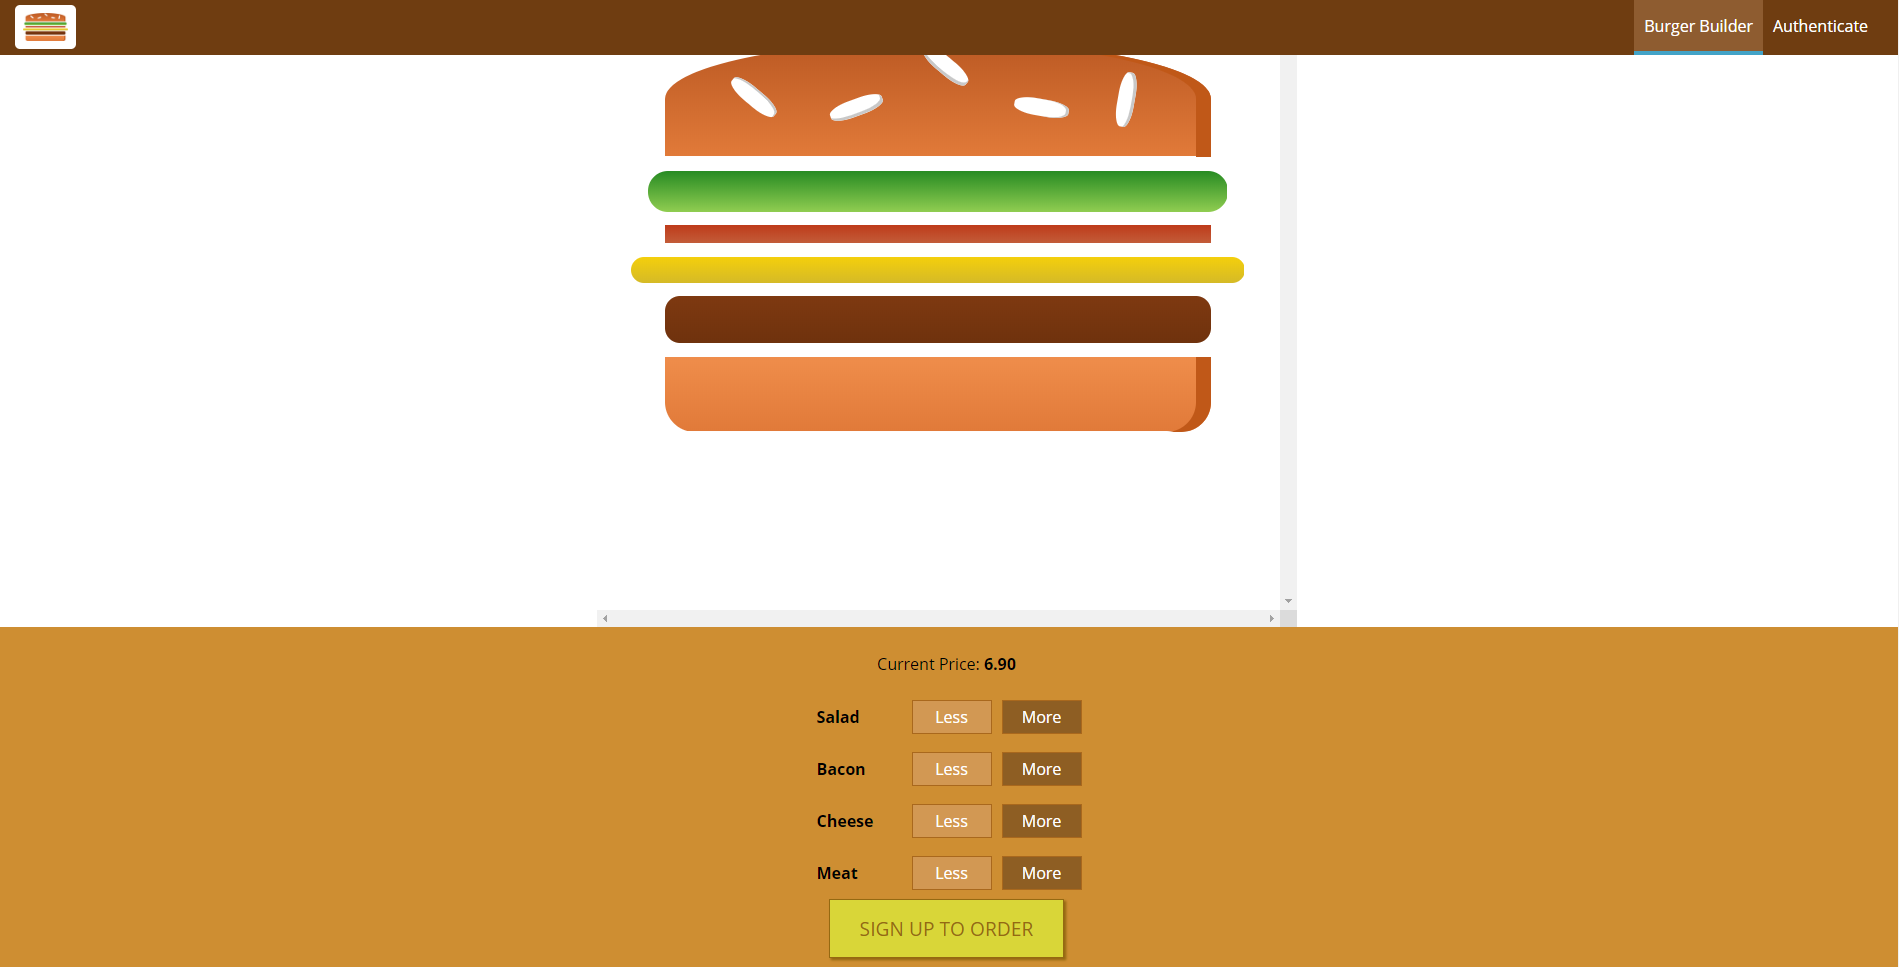 Burger Builder Authenticate
Current Price: 6.90
Salad Less More
Bacon Less More
Cheese Less More
Meat Less More
SIGN UP TO ORDER